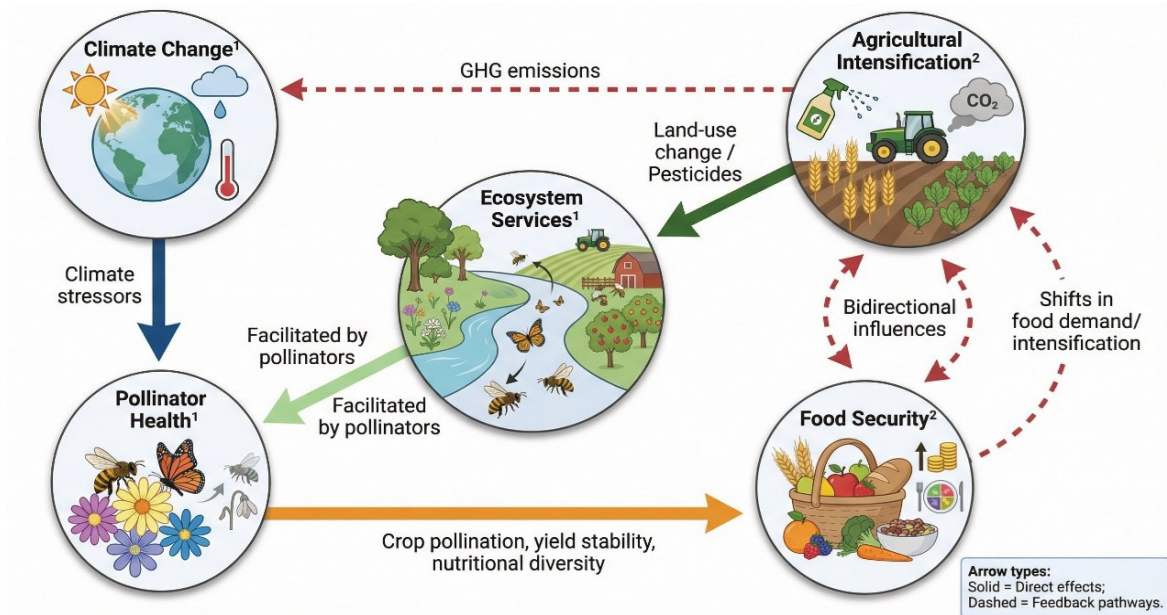 Climate Change¹
Agricultural
Intensification²
GHG emissions
CO₂
Land-use
change /
Pesticides
Ecosystem
Services¹
Climate
stressors
Bidirectional
influences
Shifts in
food demand/
intensification
Facilitated by
pollinators
Facilitated
by pollinators
Pollinator
Health¹
Food Security²
Crop pollination, yield stability,
nutritional diversity
Arrow types:
Solid = Direct effects;
Dashed = Feedback pathways.